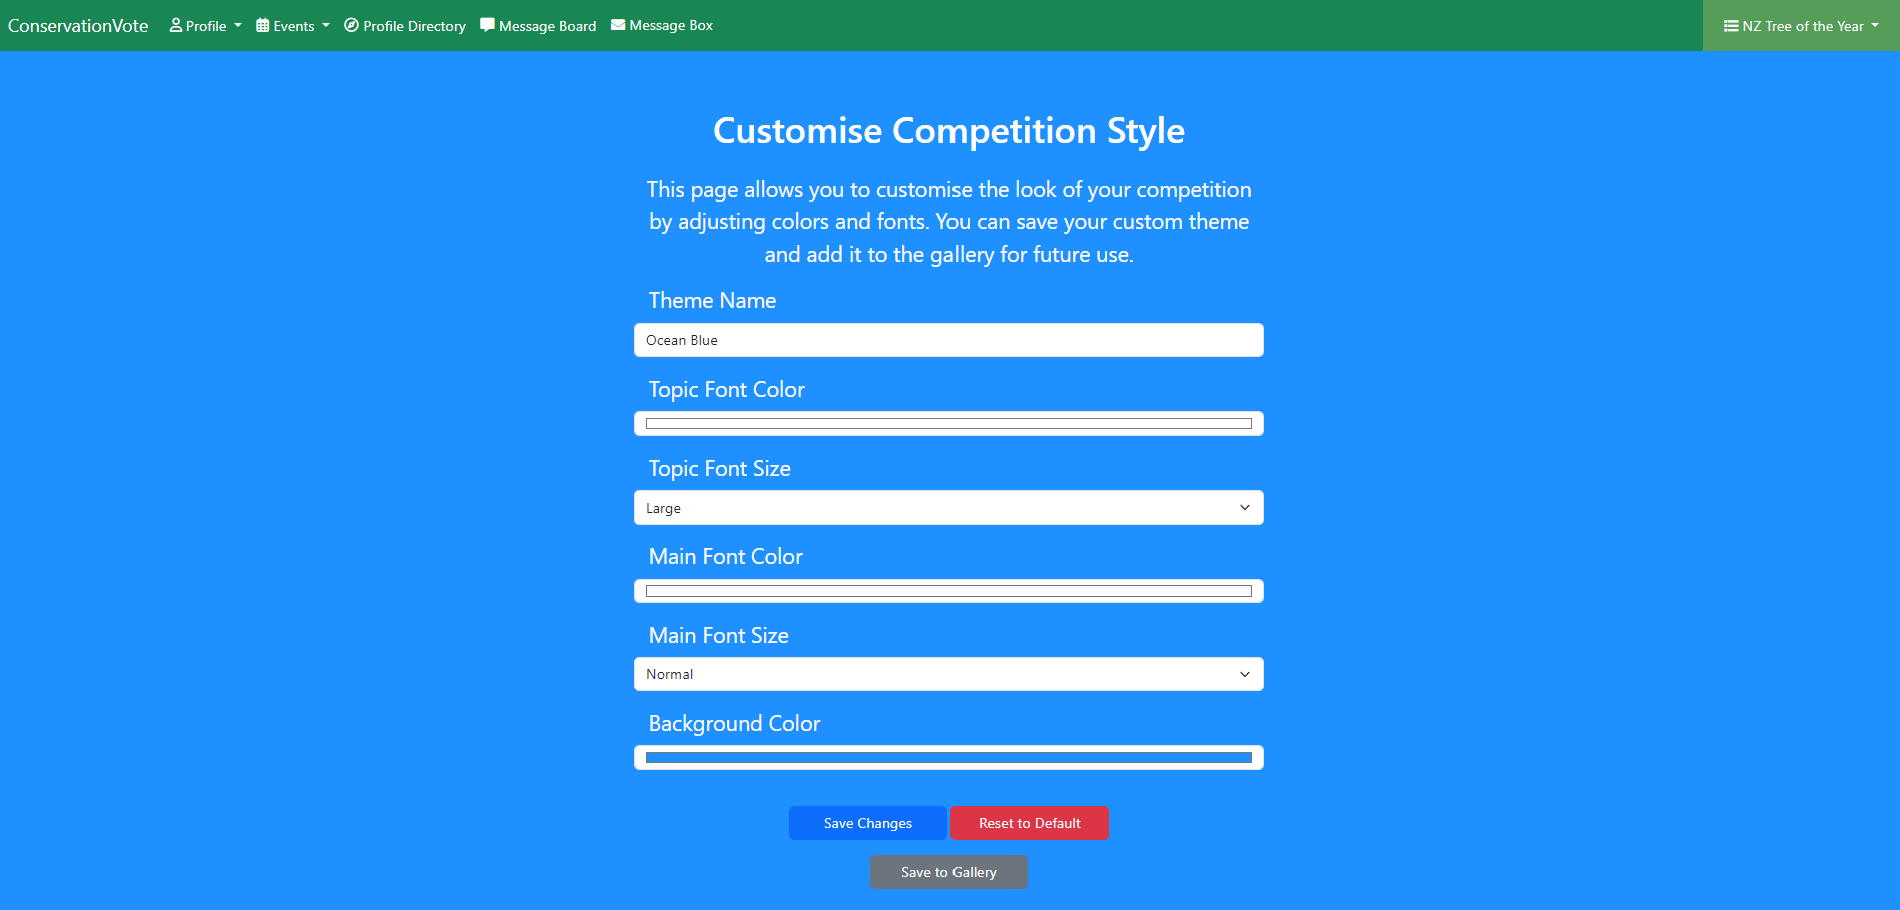 ConservationVote Profile Events Profile Directory Message Board Message Box NZ Tree of the Year
Customise Competition Style
This page allows you to customise the look of your competition
by adjusting colors and fonts. You can save your custom theme
and add it to the gallery for future use.
Theme Name
Ocean Blue
Topic Font Color
Topic Font Size
Large
Main Font Color
Main Font Size
Normal
Background Color
Save Changes Reset to Default
Save to Gallery